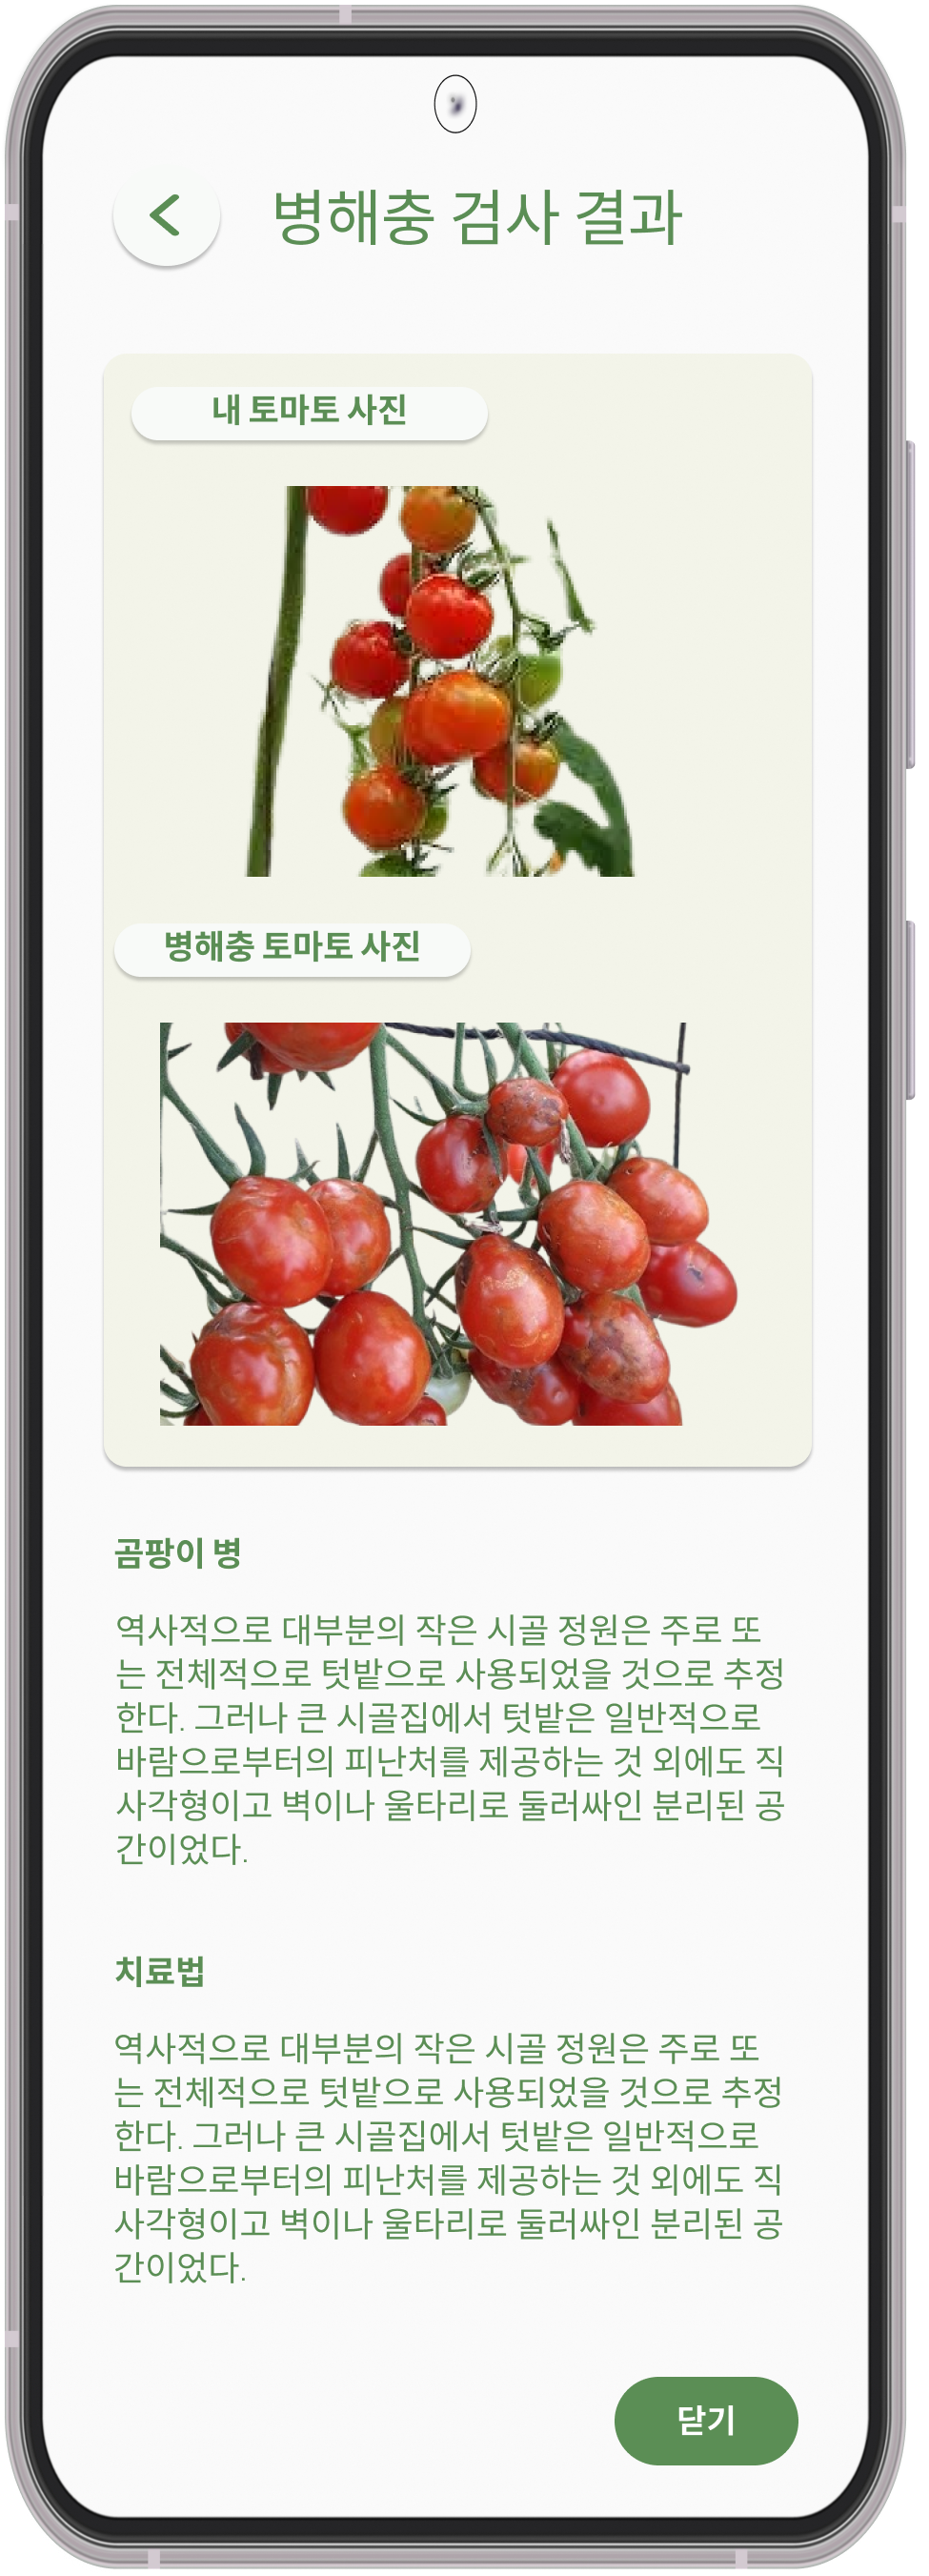 병해충 검사 결과
내 토마토 사진
병해충 토마토 사진
곰팡이 병
역사적으로 대부분의 작은 시골 정원은 주로 또
는 전체적으로 텃밭으로 사용되었을 것으로 추정
한다. 그러나 큰 시골집에서 텃밭은 일반적으로
바람으로부터의 피난처를 제공하는 것 외에도 직
사각형이고 벽이나 울타리로 둘러싸인 분리된 공
간이었다.
치료법
역사적으로 대부분의 작은 시골 정원은 주로 또
는 전체적으로 텃밭으로 사용되었을 것으로 추정
한다. 그러나 큰 시골집에서 텃밭은 일반적으로
바람으로부터의 피난처를 제공하는 것 외에도 직
사각형이고 벽이나 울타리로 둘러싸인 분리된 공
간이었다.
닫기